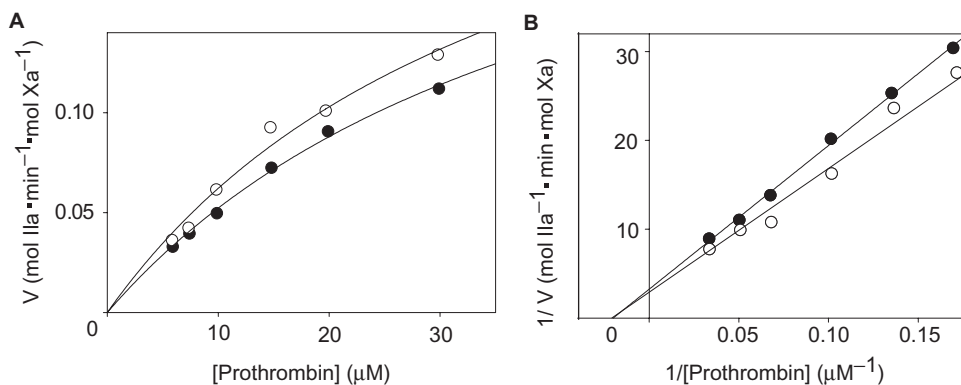 A
V (mol IIa▪min⁻¹▪mol Xa⁻¹)
0.10
0.05
0
10
20
30
[Prothrombin] (μM)
B
1/ V (mol IIa⁻¹▪min▪mol Xa)
30
20
10
0
0.05
0.10
0.15
1/[Prothrombin] (μM⁻¹)